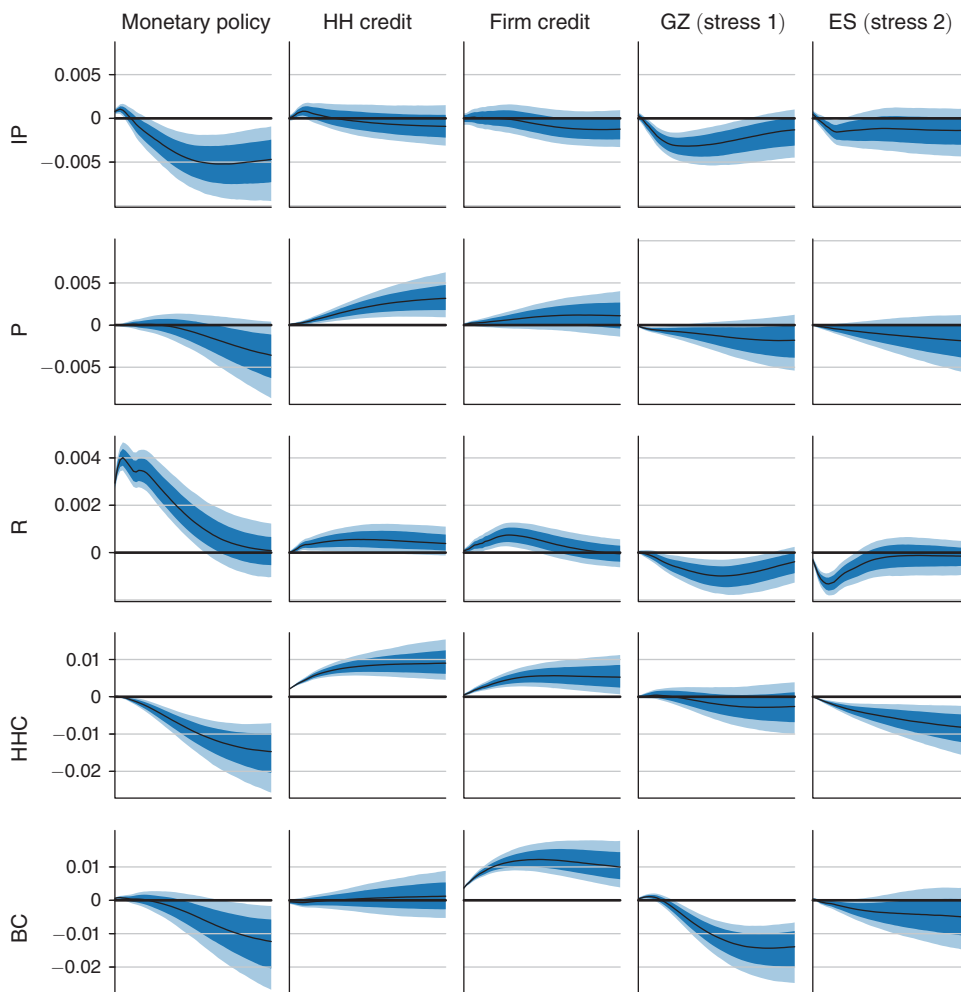 Monetary policy HH credit Firm credit GZ (stress 1) ES (stress 2)
0.005
0
−0.005
IP
0.005
0
−0.005
P
0.004
0.002
0
R
0.01
0
−0.01
−0.02
HHC
0.01
0
−0.01
−0.02
BC